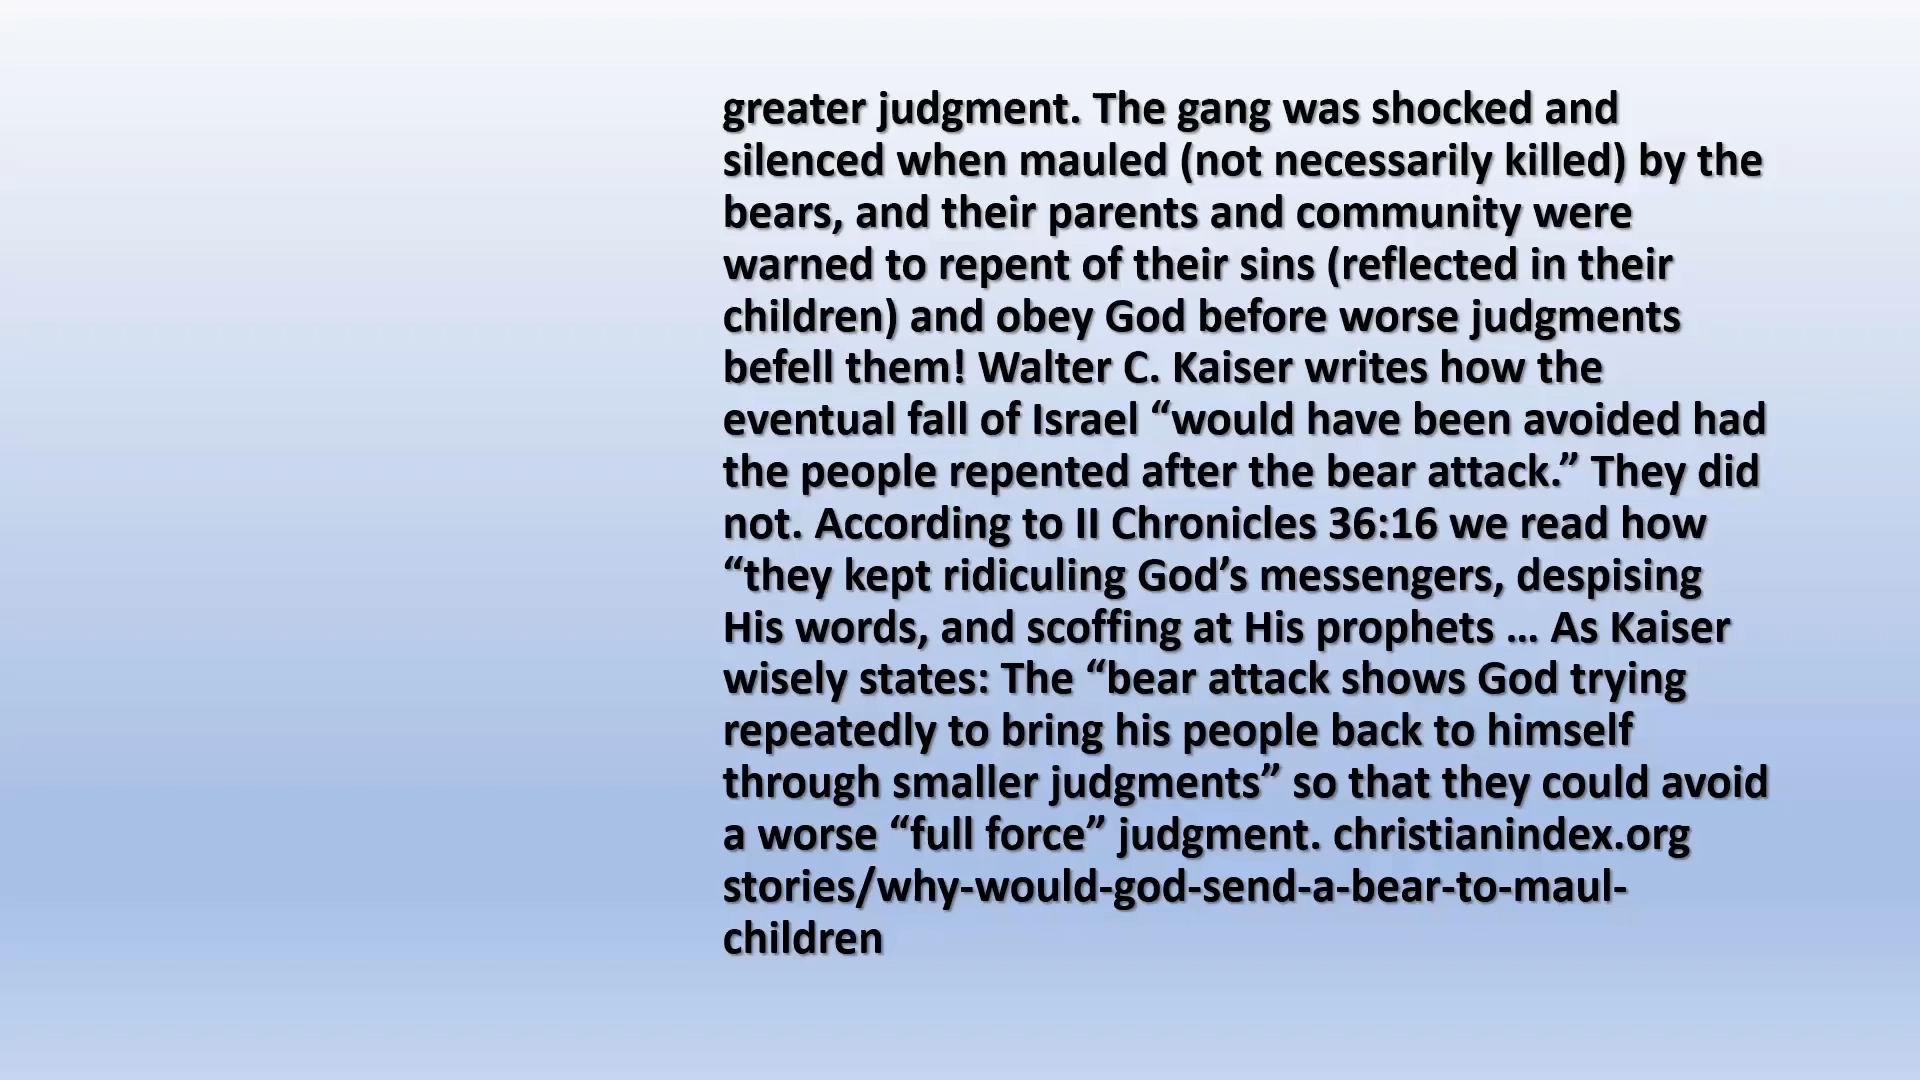 greater judgment. The gang was shocked and
silenced when mauled (not necessarily killed) by the
bears, and their parents and community were
warned to repent of their sins (reflected in their
children) and obey God before worse judgments
befell them! Walter C. Kaiser writes how the
eventual fall of Israel “would have been avoided had
the people repented after the bear attack.” They did
not. According to II Chronicles 36:16 we read how
“they kept ridiculing God’s messengers, despising
His words, and scoffing at His prophets … As Kaiser
wisely states: The “bear attack shows God trying
repeatedly to bring his people back to himself
through smaller judgments” so that they could avoid
a worse “full force” judgment. christianindex.org
stories/why-would-god-send-a-bear-to-maul-
children